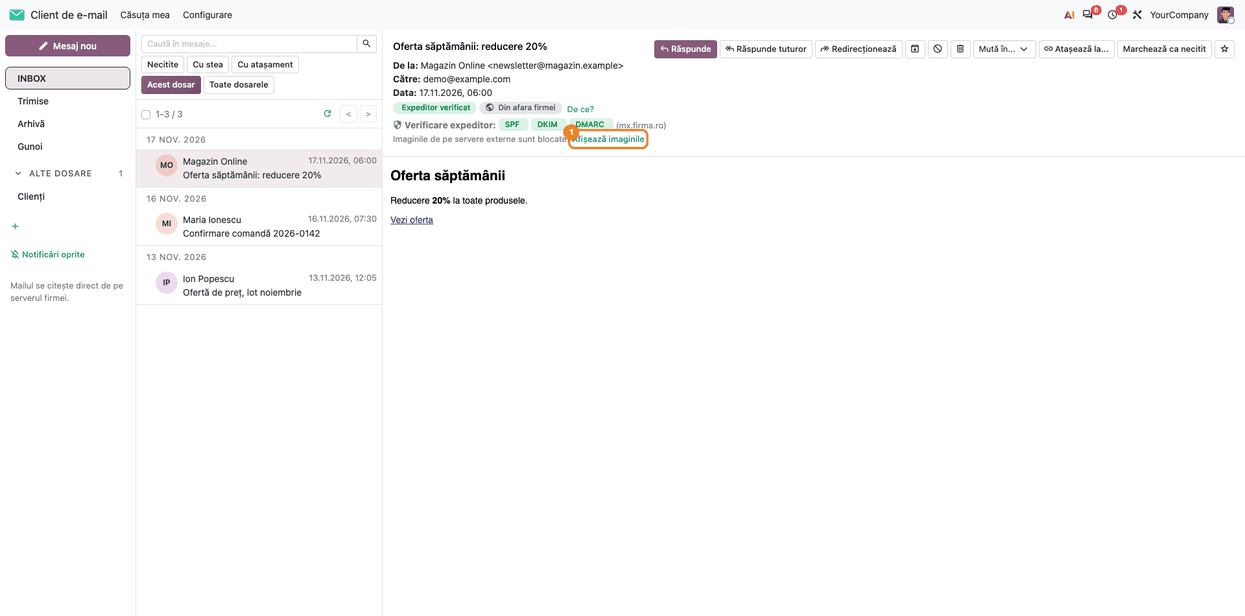 Client de e-mail Căsuța mea Configurare
AI 6 1 YourCompany
Mesaj nou
INBOX
Trimise
Arhivă
Gunoi
ALTE DOSARE 1
Clienți
+
Notificări oprite
Mailul se citește direct de pe
serverul firmei.
Caută în mesaje...
Necitite Cu stea Cu atașament
Acest dosar Toate dosarele
1-3 / 3 < >
17 NOV. 2026
MO Magazin Online 17.11.2026, 06:00
Oferta săptămânii: reducere 20%
16 NOV. 2026
MI Maria Ionescu 16.11.2026, 07:30
Confirmare comandă 2026-0142
13 NOV. 2026
IP Ion Popescu 13.11.2026, 12:05
Ofertă de preț, lot noiembrie
Oferta săptămânii: reducere 20%
Răspunde Răspunde tuturor Redirecționează Mută în... Atașează la... Marchează ca necitit
De la: Magazin Online <newsletter@magazin.example>
Către: demo@example.com
Data: 17.11.2026, 06:00
Expeditor verificat Din afara firmei De ce?
Verificare expeditor: SPF DKIM DMARC (mx.firma.ro)
1
Imaginile de pe servere externe sunt blocate. Afișează imaginile
Oferta săptămânii
Reducere 20% la toate produsele.
Vezi oferta